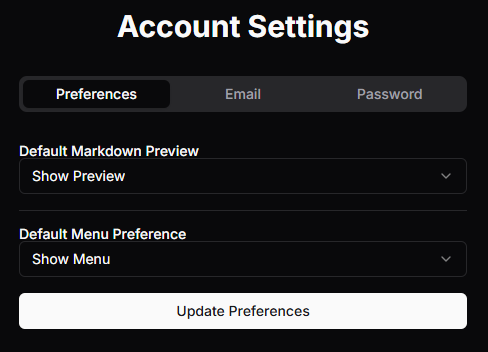 Account Settings
Preferences Email Password
Default Markdown Preview
Show Preview
Default Menu Preference
Show Menu
Update Preferences